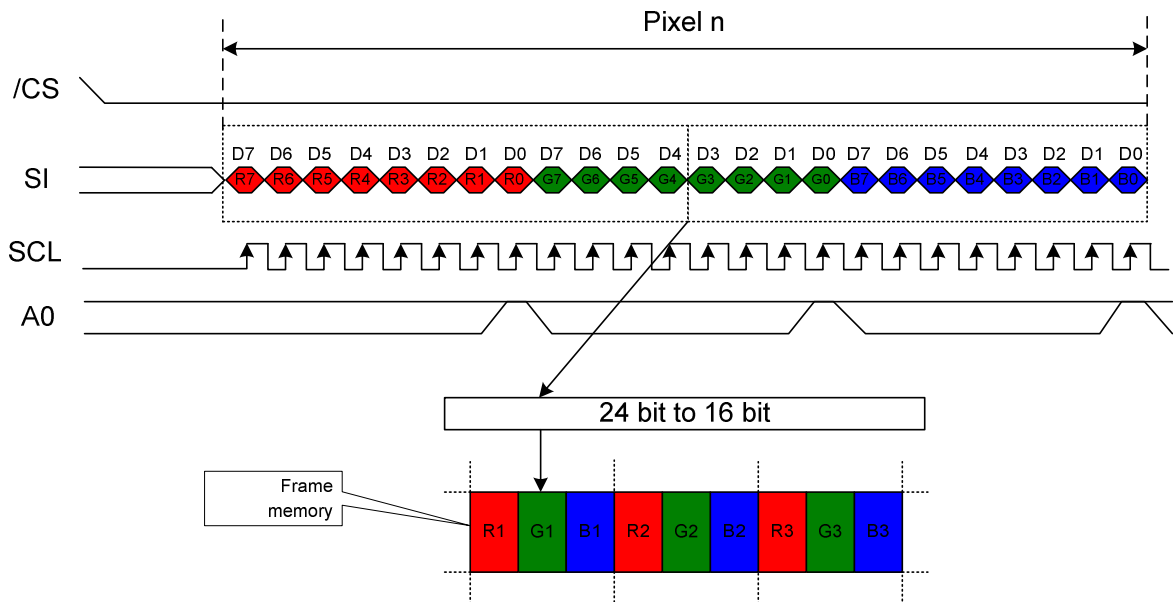 Pixel n
/CS
D7 D6 D5 D4 D3 D2 D1 D0 D7 D6 D5 D4 D3 D2 D1 D0 D7 D6 D5 D4 D3 D2 D1 D0
SI R7 R6 R5 R4 R3 R2 R1 R0 G7 G6 G5 G4 G3 G2 G1 G0 B7 B6 B5 B4 B3 B2 B1 B0
SCL
A0
24 bit to 16 bit
Frame
memory
R1 G1 B1 R2 G2 B2 R3 G3 B3